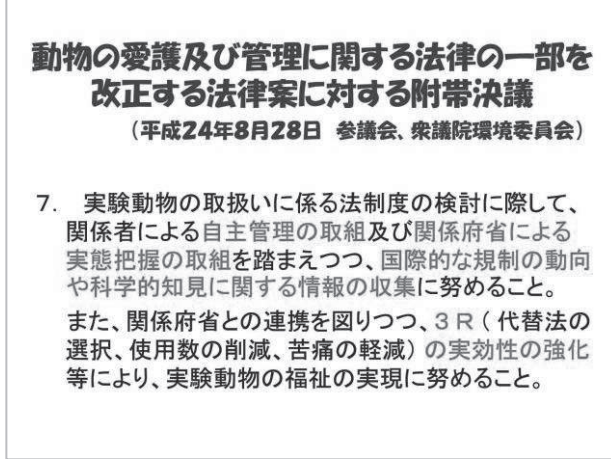 動物の愛護及び管理に関する法律の一部を
改正する法律案に対する附帯決議
（平成24年8月28日 参議会、衆議院環境委員会）
7. 実験動物の取扱いに係る法制度の検討に際して、
関係者による自主管理の取組及び関係府省による
実態把握の取組を踏まえつつ、国際的な規制の動向
や科学的知見に関する情報の収集に努めること。
また、関係府省との連携を図りつつ、3R（代替法の
選択、使用数の削減、苦痛の軽減）の実効性の強化
等により、実験動物の福祉の実現に努めること。